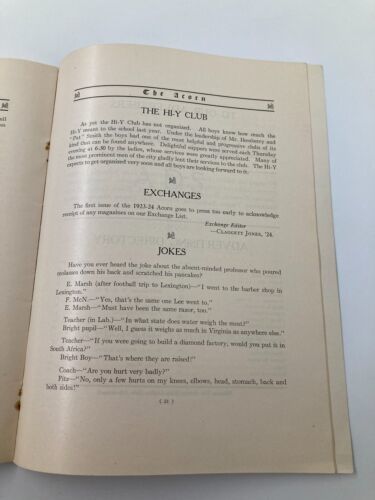 The Acorn
THE HI-Y CLUB
As yet the Hi-Y Club has not organized. All boys know how much the
Hi-Y meant to the school last year. Under the leadership of Mr. and
"Pat" Smith the boys had one of the most helpful and progressive clubs of its
kind that can be found anywhere. Delightful suppers were served each Thursday
evening at 6:30 by the ladies, whose services were greatly appreciated. Many of
the most prominent men of the city gladly lent their services to the club. The Hi-Y
expects to get organized very soon and all boys are looking forward to it.
EXCHANGES
The first issue of the 1923-24 Acorn goes to press too early to acknowledge
receipt of any magazines on our Exchange List.
Exchange Editor
—Claggett Jones, '24.
JOKES
Have you ever heard the joke about the absent-minded professor who poured
molasses down his back and scratched his pancakes?
E. Marsh (after football trip to Lexington)—"I went to the barber shop in
Lexington."
F. McN.—"Yes, that's the same one Lee went to."
E. Marsh—"Must have been the same razor, too."
Teacher (in Lab.)—"In what state does water weigh the most?"
Bright pupil—"Well, I guess it weighs as much in Virginia as anywhere else."
Teacher—"If you were going to build a diamond factory, would you put it in
South Africa?"
Bright Boy—"That's where they are raised!"
Coach—"Are you hurt very badly?"
Fitz—"No, only a few hurts on my knees, elbows, head, stomach, back and
both sides!"